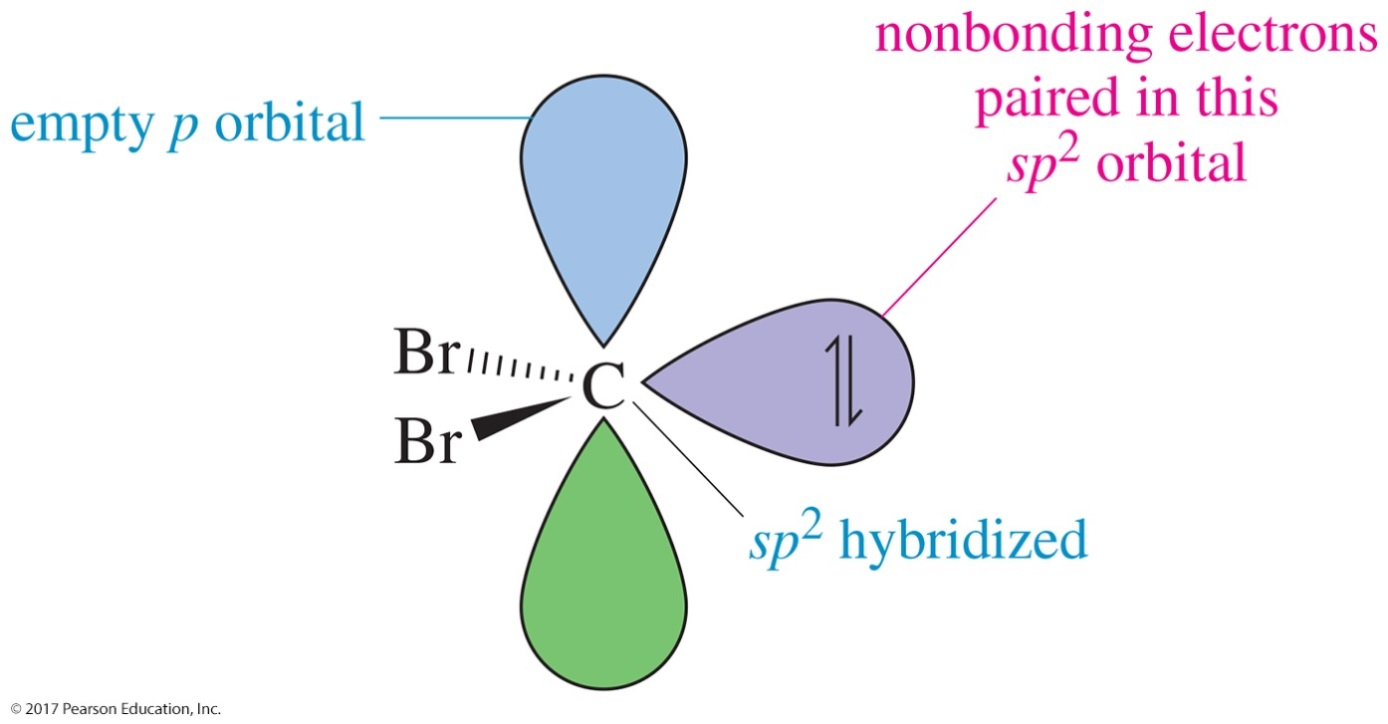 nonbonding electrons
paired in this
sp² orbital
empty p orbital
Br
C
Br
sp² hybridized
© 2017 Pearson Education, Inc.